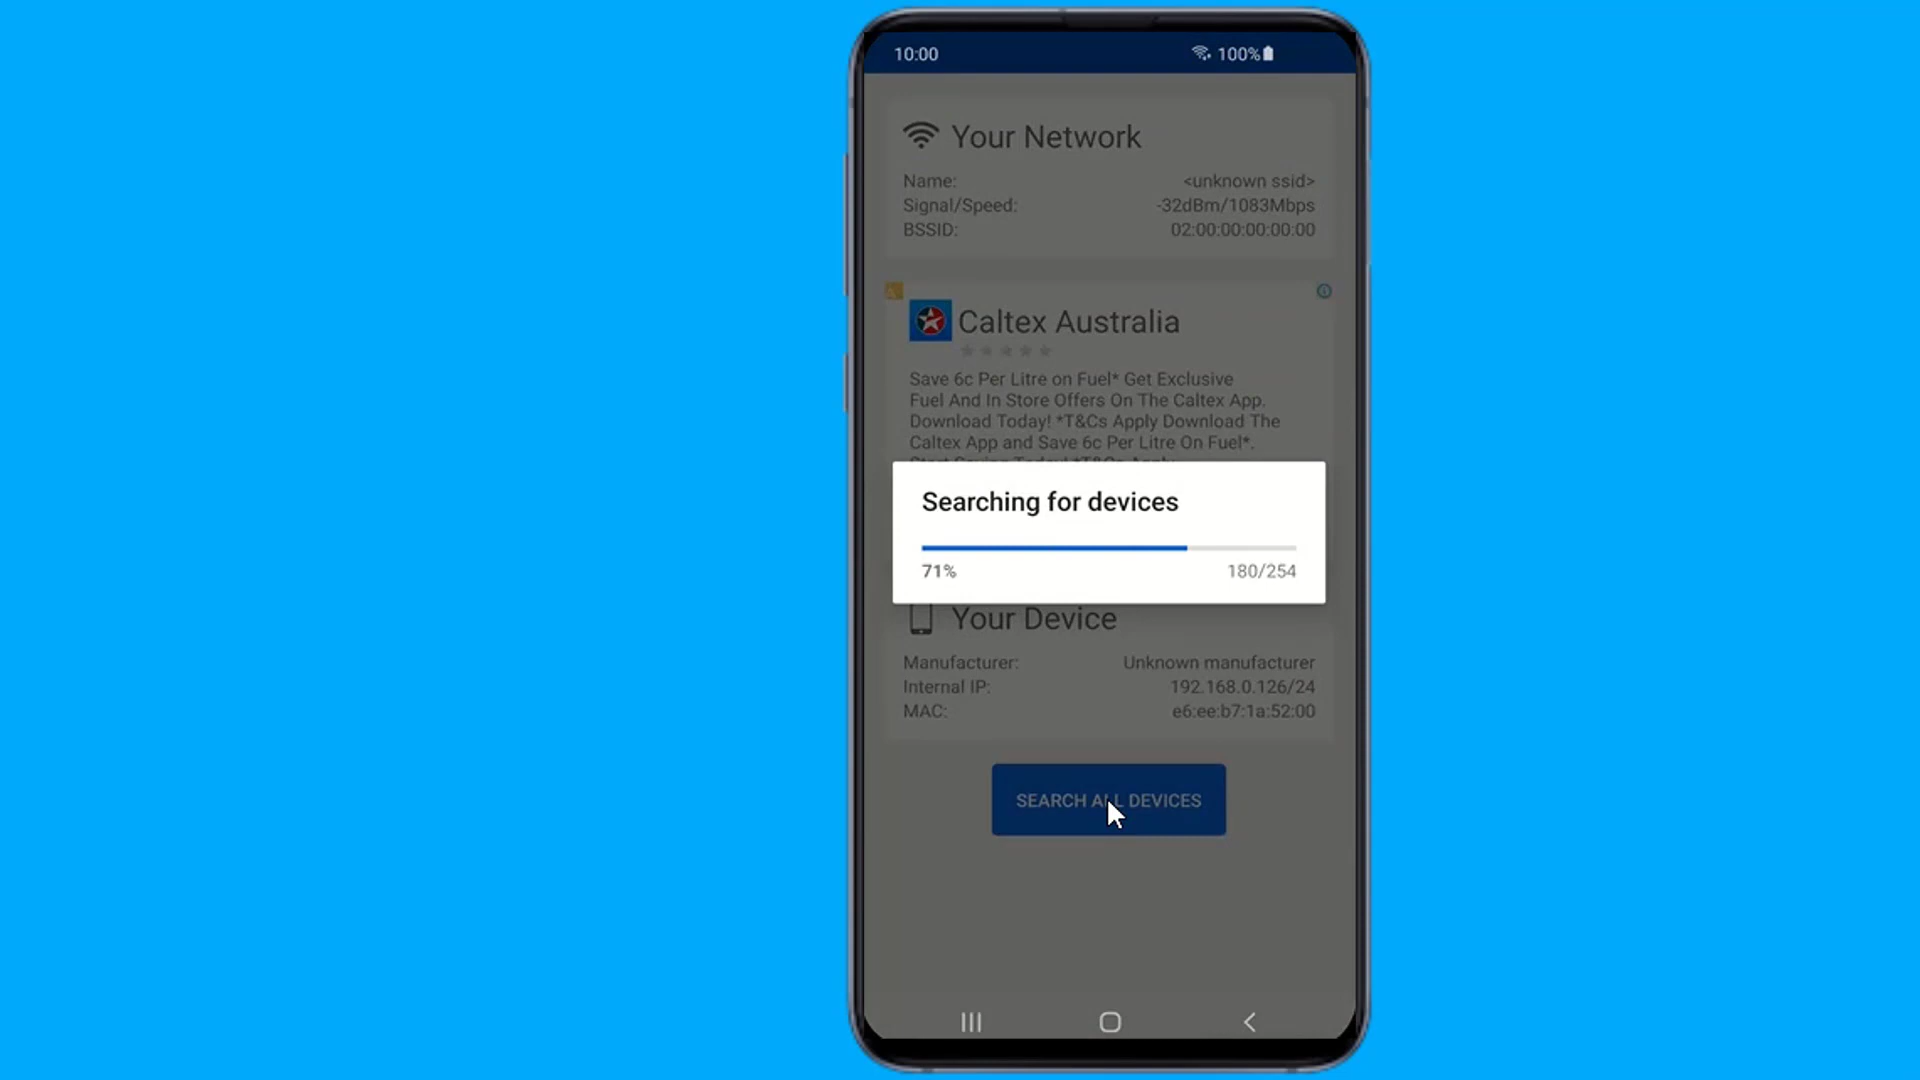 10:00
100%
Your Network
Name: <unknown ssid>
Signal/Speed: -32dBm/1083Mbps
BSSID: 02:00:00:00:00:00
Caltex Australia
Save 6c Per Litre on Fuel* Get Exclusive
Fuel And In Store Offers On The Caltex App.
Download Today! *T&Cs Apply Download The
Caltex App and Save 6c Per Litre On Fuel*.
Searching for devices
71% 180/254
Your Device
Manufacturer: Unknown manufacturer
Internal IP: 192.168.0.126/24
MAC: e6:ee:b7:1a:52:00
SEARCH ALL DEVICES